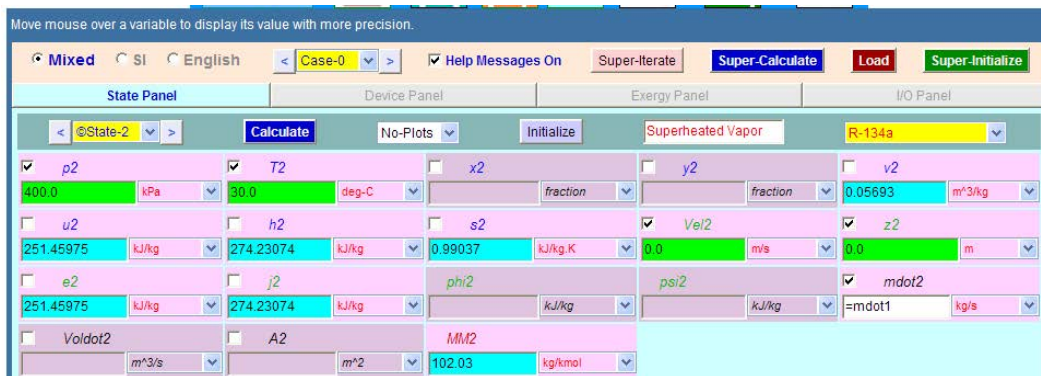 Move mouse over a variable to display its value with more precision.
Mixed SI English < Case-0 > Help Messages On Super-Iterate Super-Calculate Load Super-Initialize
State Panel Device Panel Exergy Panel I/O Panel
< ©State-2 > Calculate No-Plots Initialize Superheated Vapor R-134a
p2 T2 x2 y2 v2
400.0 kPa 30.0 deg-C fraction fraction 0.05693 m^3/kg
u2 h2 s2 Vel2 z2
251.45975 kJ/kg 274.23074 kJ/kg 0.99037 kJ/kg.K 0.0 m/s 0.0 m
e2 j2 phi2 psi2 mdot2
251.45975 kJ/kg 274.23074 kJ/kg kJ/kg kJ/kg =mdot1 kg/s
Voldot2 A2 MM2
m^3/s m^2 102.03 kg/kmol